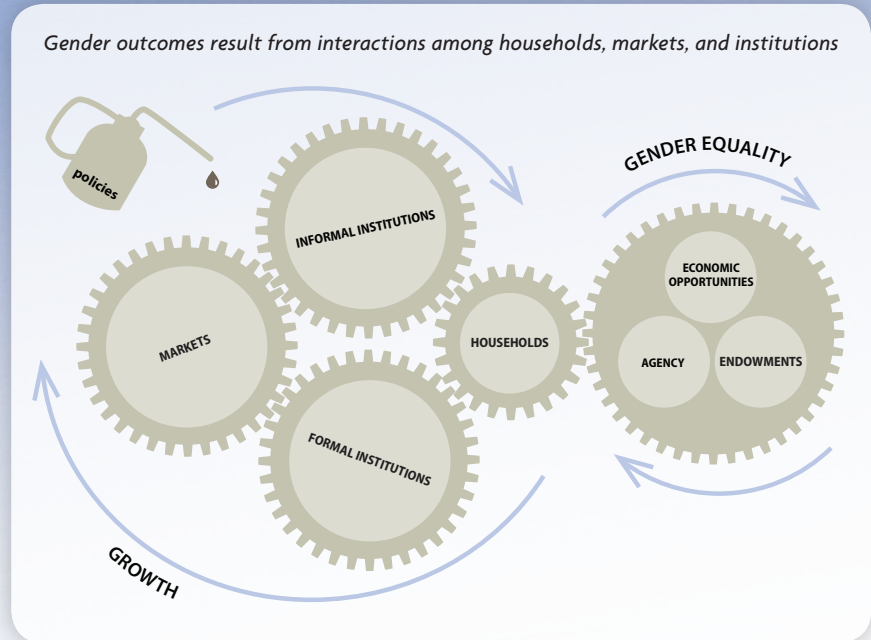 Gender outcomes result from interactions among households, markets, and institutions
policies
INFORMAL INSTITUTIONS
MARKETS
HOUSEHOLDS
FORMAL INSTITUTIONS
GROWTH
GENDER EQUALITY
ECONOMIC
OPPORTUNITIES
AGENCY
ENDOWMENTS